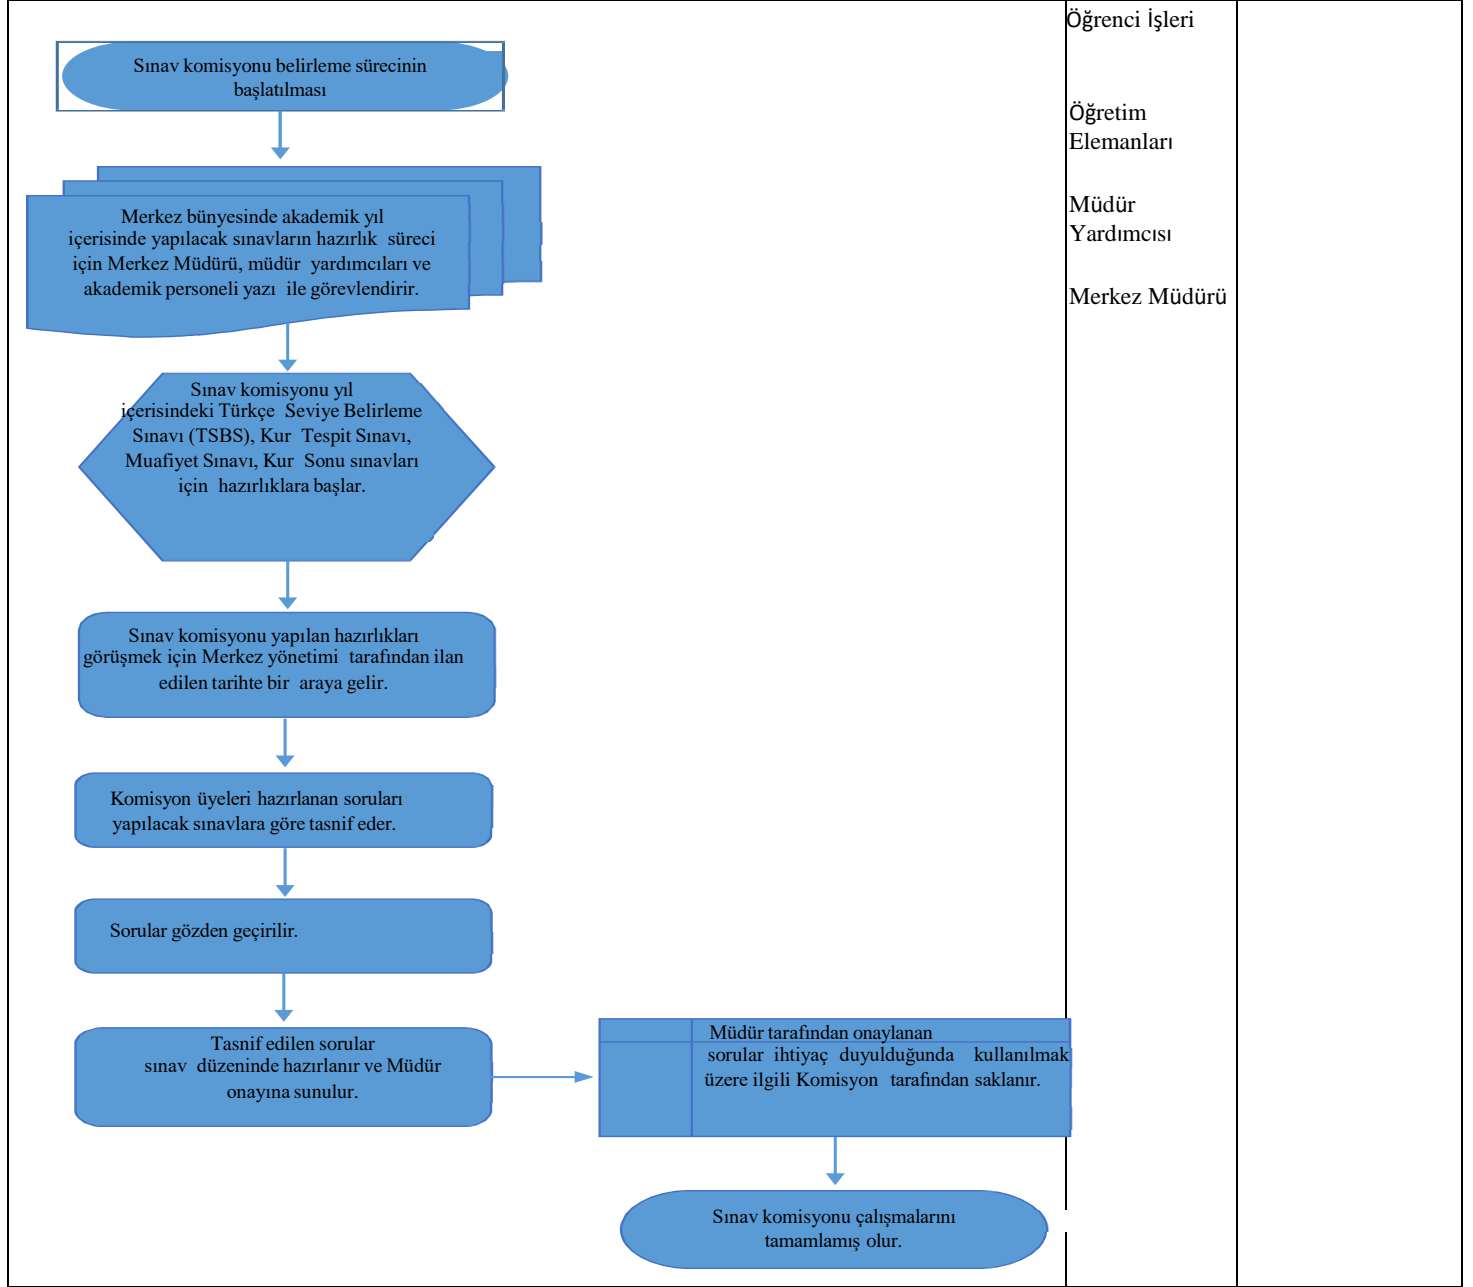 Sınav komisyonu belirleme sürecinin
başlatılması
Merkez bünyesinde akademik yıl
içerisinde yapılacak sınavların hazırlık süreci
için Merkez Müdürü, müdür yardımcıları ve
akademik personeli yazı ile görevlendirir.
Sınav komisyonu yıl
içerisindeki Türkçe Seviye Belirleme
Sınavı (TSBS), Kur Tespit Sınavı,
Muafiyet Sınavı, Kur Sonu sınavları
için hazırlıklara başlar.
Sınav komisyonu yapılan hazırlıkları
görüşmek için Merkez yönetimi tarafından ilan
edilen tarihte bir araya gelir.
Komisyon üyeleri hazırlanan soruları
yapılacak sınavlara göre tasnif eder.
Sorular gözden geçirilir.
Tasnif edilen sorular
sınav düzeninde hazırlanır ve Müdür
onayına sunulur.
Müdür tarafından onaylanan
sorular ihtiyaç duyulduğunda kullanılmak
üzere ilgili Komisyon tarafından saklanır.
Sınav komisyonu çalışmalarını
tamamlamış olur.
Öğrenci İşleri
Öğretim
Elemanları
Müdür
Yardımcısı
Merkez Müdürü